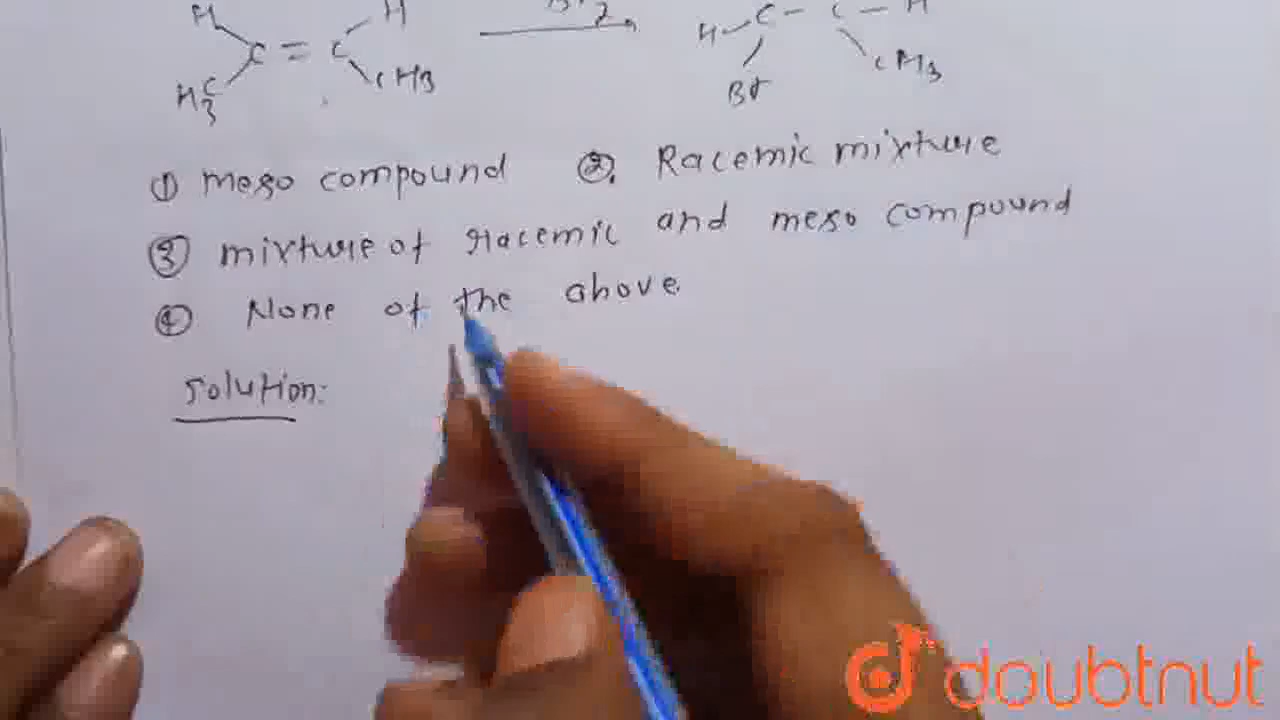 H H Br2 C – C – H
C = C H CH3
H3C CH3 Br
① meso compound ②. Racemic mixture
③ mixture of racemic and meso compound
④ None of the above.
Solution:
doubtnut